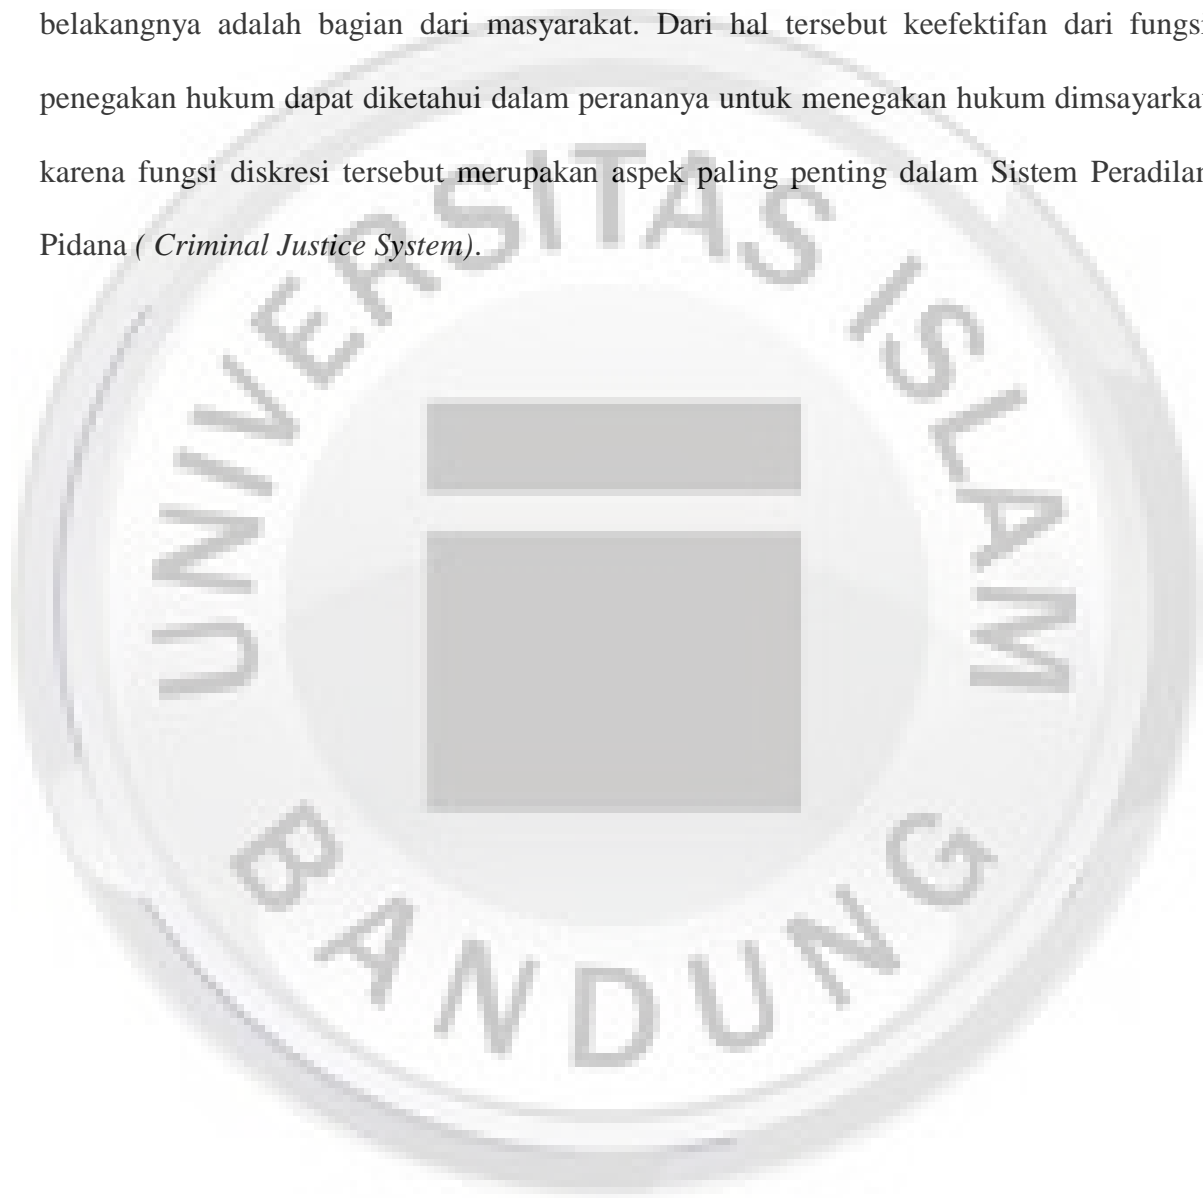 belakangnya adalah bagian dari masyarakat. Dari hal tersebut keefektifan dari fungsi
penegakan hukum dapat diketahui dalam perananya untuk menegakan hukum dimsayarkat
karena fungsi diskresi tersebut merupakan aspek paling penting dalam Sistem Peradilan
Pidana ( Criminal Justice System).
UNIVERSITAS ISLAM
BANDUNG